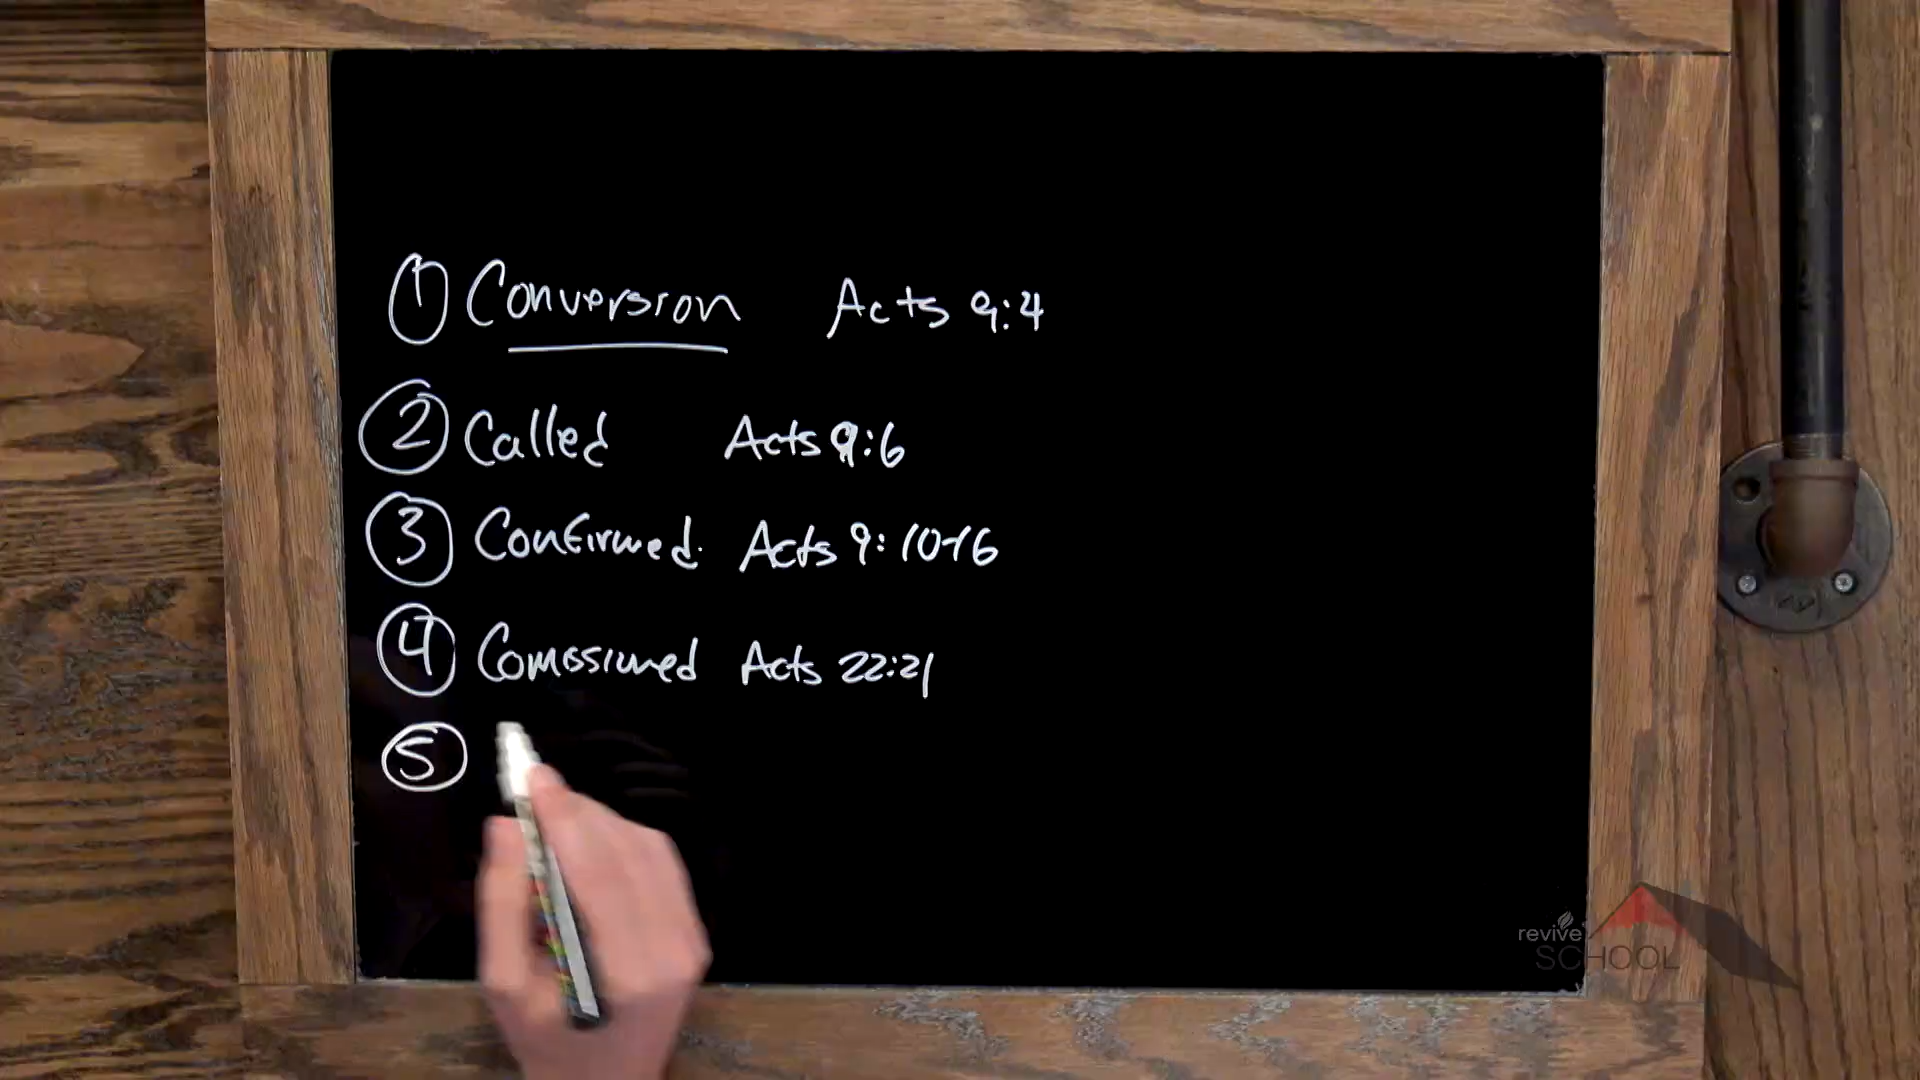 ① Conversion Acts 9:4
② Called Acts 9:6
③ Confirmed. Acts 9:10-16
④ Comossioned Acts 22:21
⑤
revive
SCHOOL